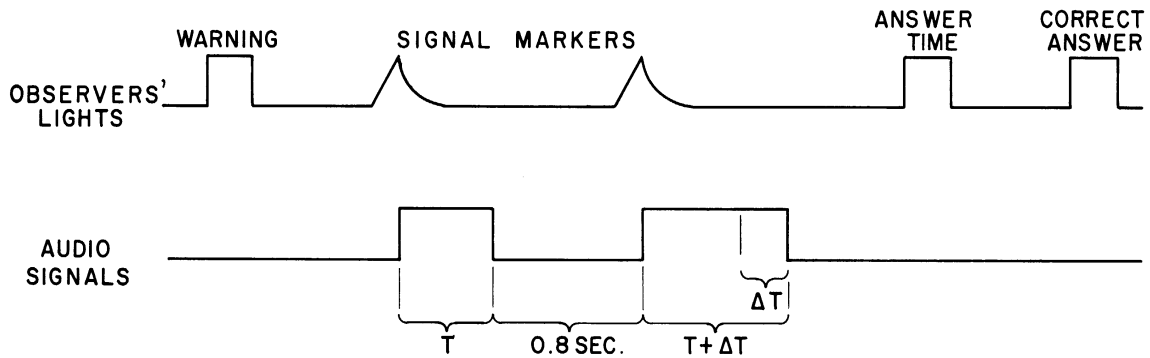 WARNING
SIGNAL MARKERS
ANSWER
TIME
CORRECT
ANSWER
OBSERVERS'
LIGHTS
AUDIO
SIGNALS
ΔT
T
0.8 SEC.
T+ ΔT